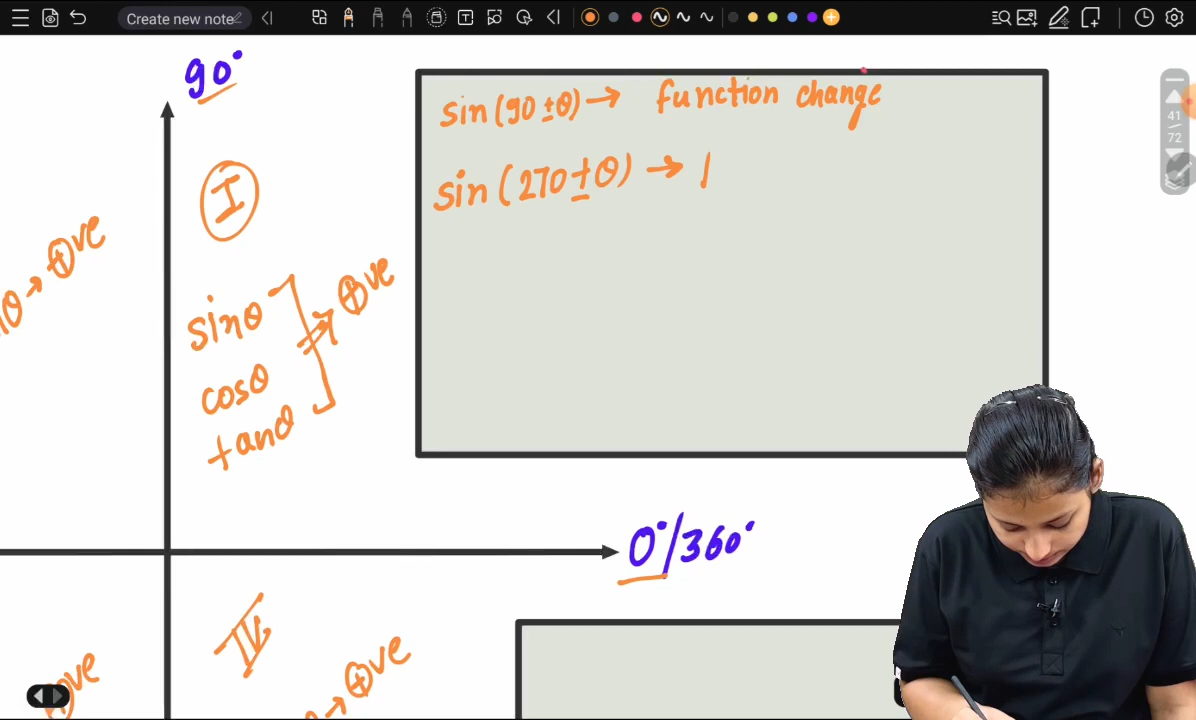 Create new note
90°
sin(90±θ)→ function change
sin(270±θ)→
I
θ→⊕ve
41
72
sinθ
cosθ
tanθ
⊕ve
0°/360°
IV
⊕ve
→⊕ve